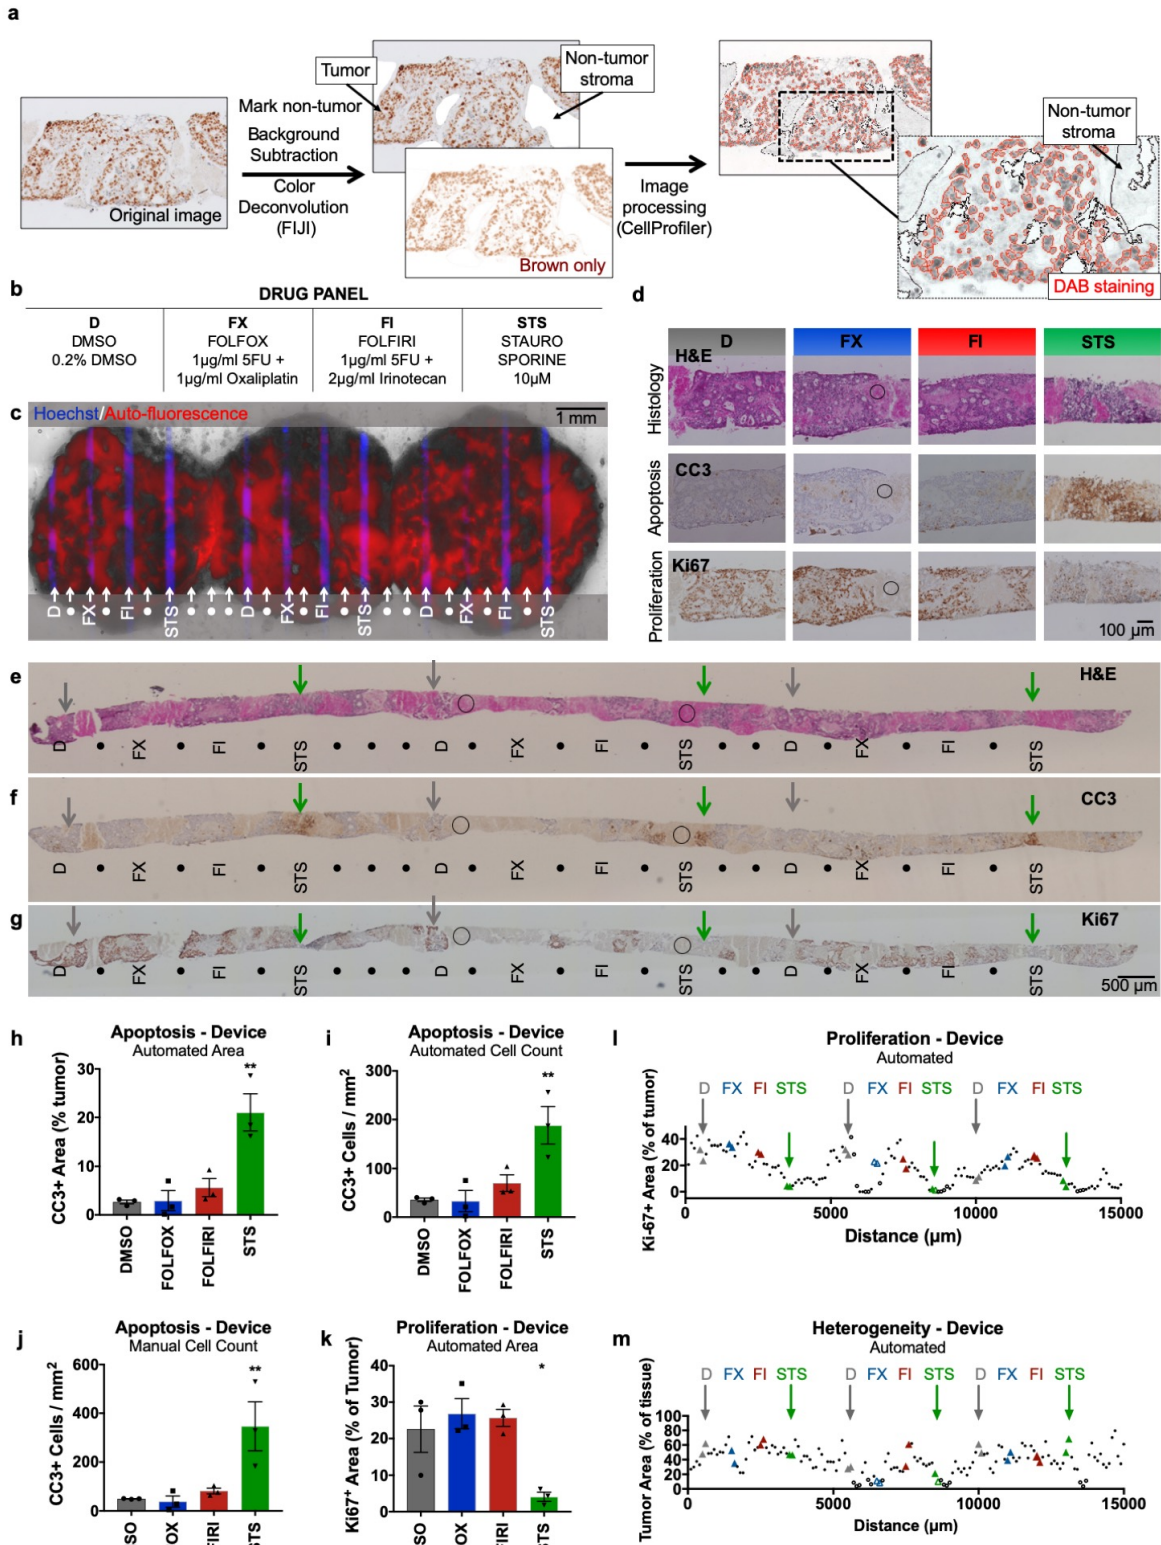 a
Tumor
Non-tumor
stroma
Mark non-tumor
Background
Subtraction
Color
Deconvolution
(FIJI)
Original image
Brown only
Image
processing
(CellProfiler)
Non-tumor
stroma
DAB staining
b
DRUG PANEL
D FX FI STS
DMSO FOLFOX FOLFIRI STAURO
0.2% DMSO 1µg/ml 5FU + 1µg/ml 5FU + SPORINE
1µg/ml Oxaliplatin 2µg/ml Irinotecan 10µM
c
Hoechst/Auto-fluorescence
1 mm
D FX FI STS D FX FI STS D FX FI STS
d
D FX FI STS
H&E
Histology
CC3
Apoptosis
Ki67
Proliferation
100 µm
e
H&E
D FX FI STS D FX FI STS D FX FI STS
f
CC3
D FX FI STS D FX FI STS D FX FI STS
g
Ki67
D FX FI STS D FX FI STS D FX FI STS
500 µm
h
Apoptosis - Device
Automated Area
CC3+ Area (% tumor)
30
20
10
0
**
DMSO FOLFOX FOLFIRI STS
i
Apoptosis - Device
Automated Cell Count
CC3+ Cells / mm²
300
200
100
0
**
DMSO FOLFOX FOLFIRI STS
l
Proliferation - Device
Automated
D FX FI STS D FX FI STS D FX FI STS
Ki-67+ Area (% of tumor)
40
20
0
0 5000 10000 15000
Distance (µm)
j
Apoptosis - Device
Manual Cell Count
CC3+ Cells / mm²
600
400
200
0
**
SO OX FIRI STS
k
Proliferation - Device
Automated Area
Ki67⁺ Area (% of Tumor)
40
30
20
10
0
*
SO OX FIRI STS
m
Heterogeneity - Device
Automated
D FX FI STS D FX FI STS D FX FI STS
Tumor Area (% of tissue)
100
80
60
40
20
0
0 5000 10000 15000
Distance (µm)